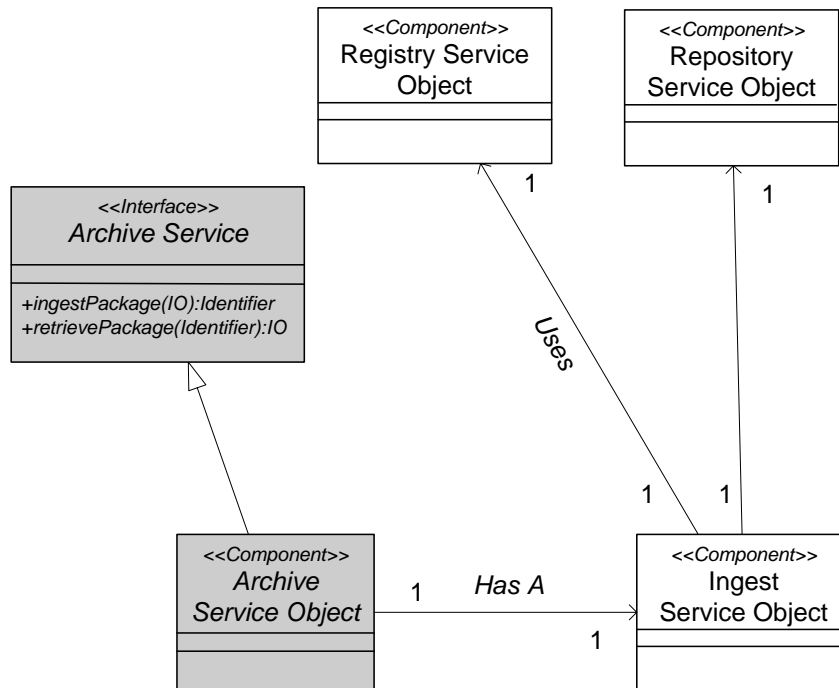 <<Component>>
Registry Service
Object
<<Component>>
Repository
Service Object
1
1
<<Interface>>
Archive Service
+ingestPackage(IO):Identifier
+retrievePackage(Identifier):IO
Uses
1
1
<<Component>>
Archive
Service Object
1
Has A
1
<<Component>>
Ingest
Service Object